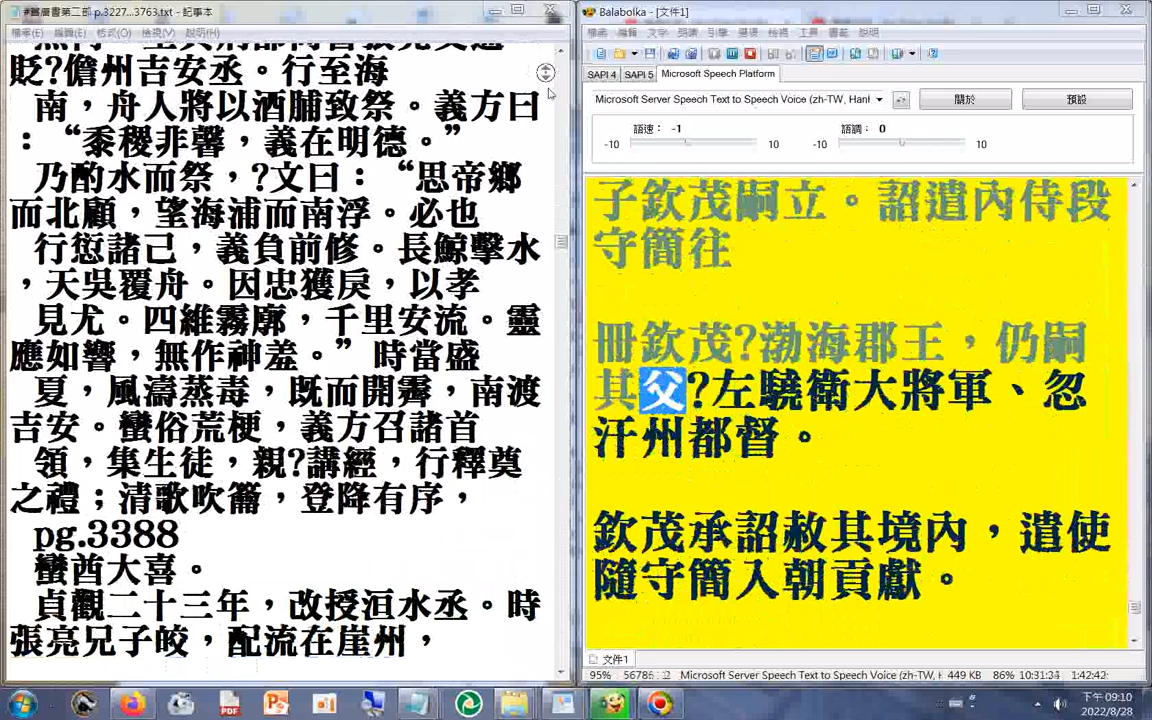 #舊唐書第二部 p.3227...3763.txt - 記事本
檔案(F) 編輯(E) 格式(O) 檢視(V) 說明(H)
貶?儋州吉安丞。行至海
南，舟人將以酒脯致祭。義方曰
：“黍稷非馨，義在明德。”
乃酌水而祭，?文曰：“思帝鄉
而北顧，望海浦而南浮。必也
行愆諸己，義負前修。長鯨擊水
，天吳覆舟。因忠獲戾，以孝
見尤。四維霧廓，千里安流。靈
應如響，無作神羞。”時當盛
夏，風濤蒸毒，既而開霽，南渡
吉安。蠻俗荒梗，義方召諸首
領，集生徒，親?講經，行釋奠
之禮；清歌吹籥，登降有序，
pg.3388
蠻酋大喜。
貞觀二十三年，改授洹水丞。時
張亮兄子皎，配流在崖州，
Balabolka - [文件1]
檔案 編輯 文字 朗讀 引擎 選項 檢視 工具 書籤 說明
SAPI 4 SAPI 5 Microsoft Speech Platform
Microsoft Server Speech Text to Speech Voice (zh-TW, Hanl
關於 預設
語速： -1 語調： 0
-10 10 -10 10
子欽茂嗣立。詔遣內侍段
守簡往
冊欽茂?渤海郡王，仍嗣
其父?左驍衛大將軍、忽
汗州都督。
欽茂承詔赦其境內，遣使
隨守簡入朝貢獻。
文件1
95% 56786 Microsoft Server Speech Text to Speech Voice (zh-TW, H 449 KB 86% 10:31:34 1:42:42
下午 09:10
2022/8/28